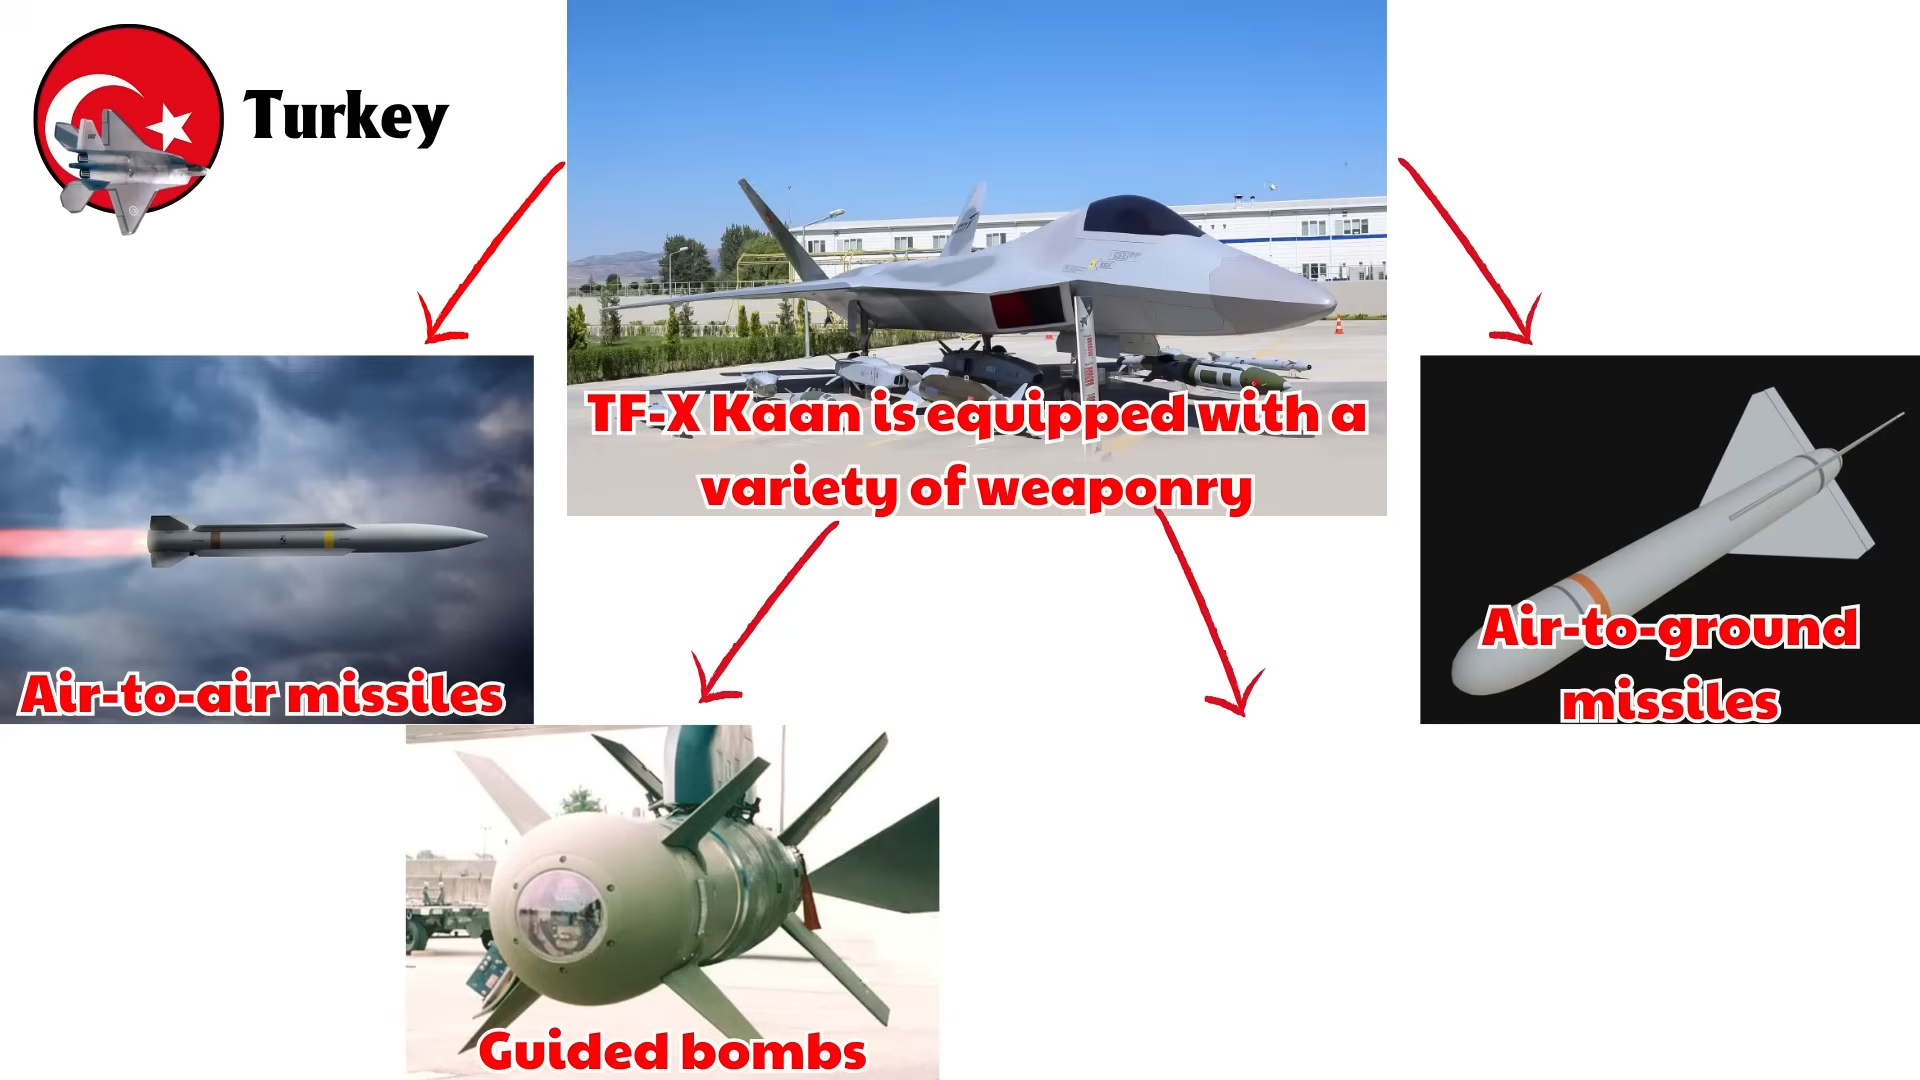 Turkey
TF-X Kaan is equipped with a
variety of weaponry
Air-to-air missiles
Air-to-ground
missiles
Guided bombs